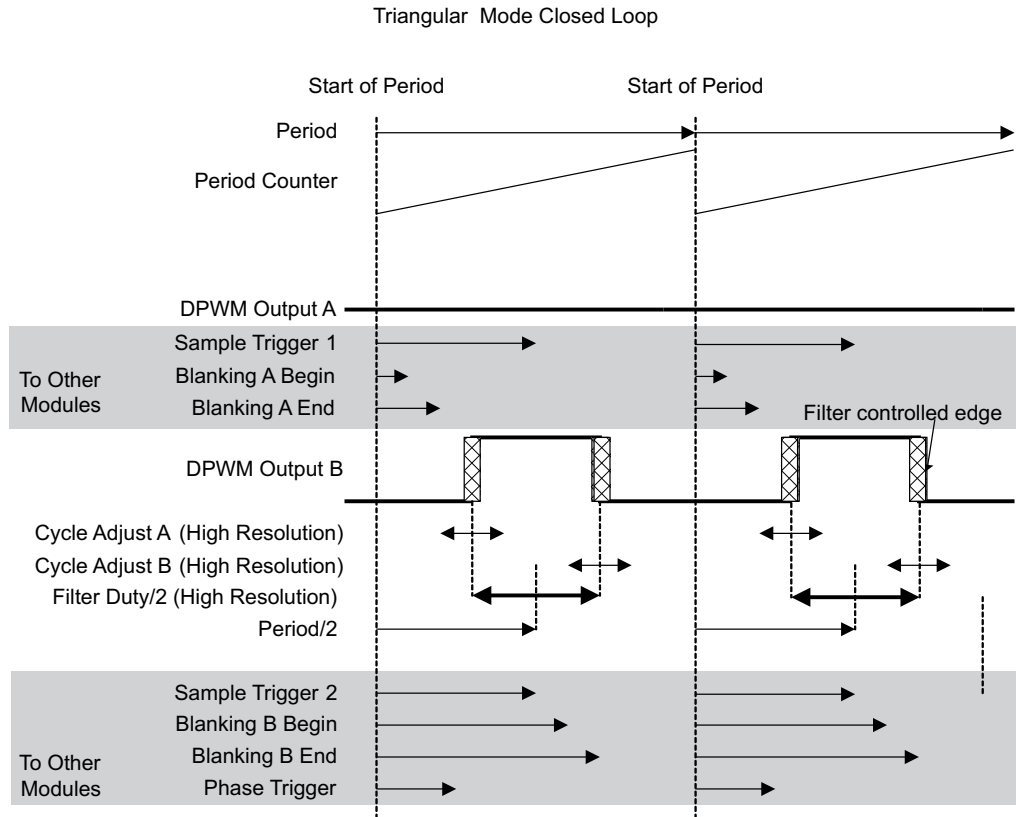 Triangular Mode Closed Loop
Start of Period
Start of Period
Period
Period Counter
DPWM Output A
Sample Trigger 1
Blanking A Begin
Blanking A End
To Other
Modules
Filter controlled edge
DPWM Output B
Cycle Adjust A (High Resolution)
Cycle Adjust B (High Resolution)
Filter Duty/2 (High Resolution)
Period/2
Sample Trigger 2
Blanking B Begin
Blanking B End
Phase Trigger
To Other
Modules